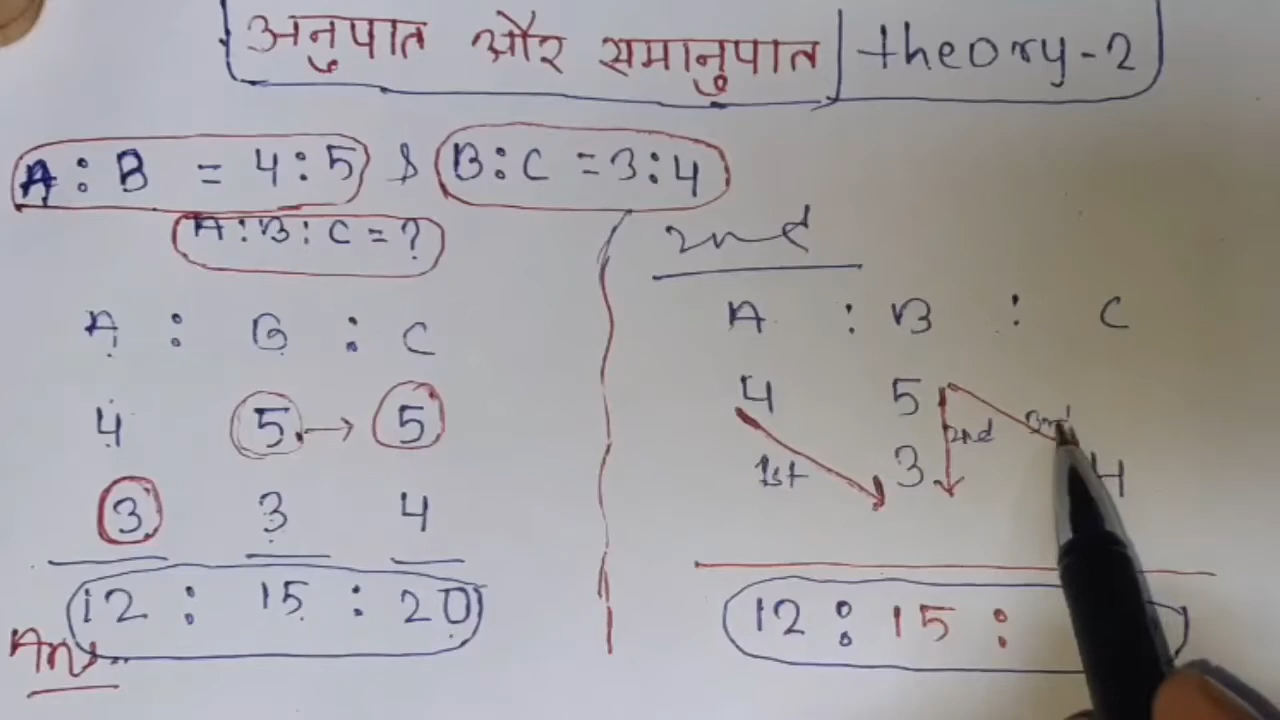 अनुपात और समानुपात | theory-2
A : B = 4:5 & B:C = 3:4
A:B:C = ?
A : B : C
4 5 → 5
3 3 4
12 : 15 : 20
Ans
2nd
A : B : C
4 5
1st 2nd 3rd
3 4
12 : 15 :